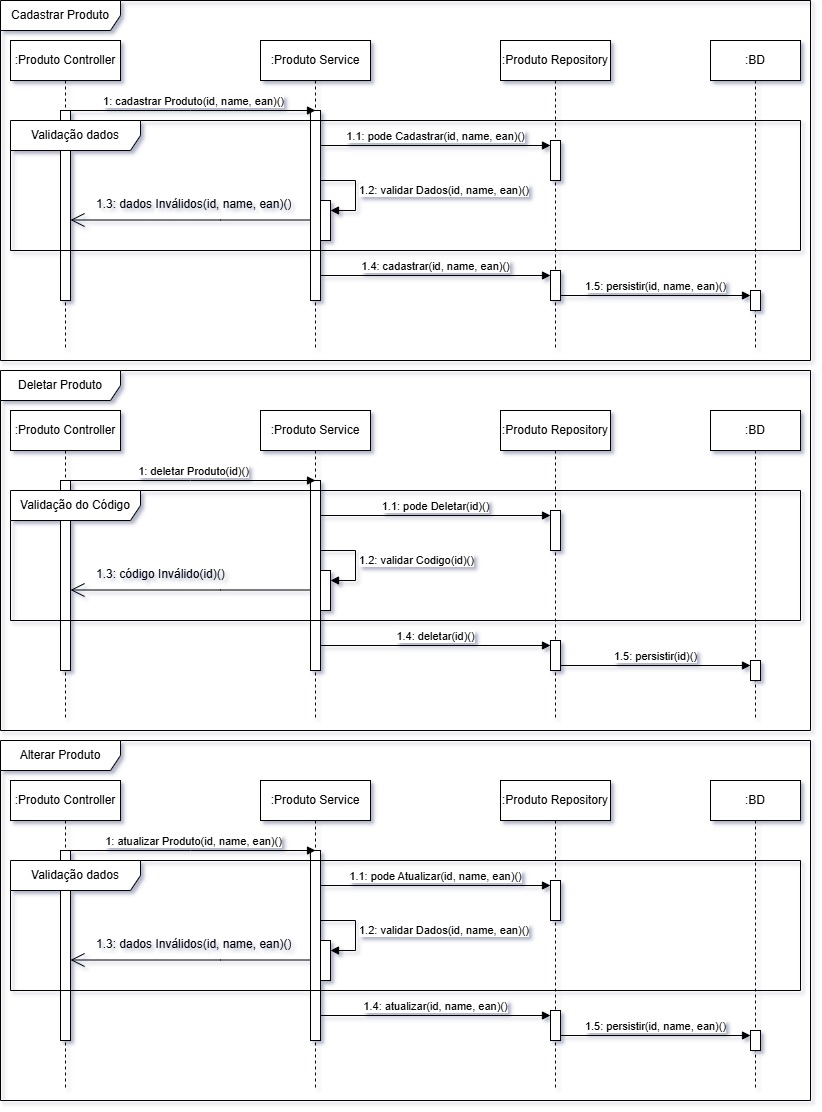 Cadastrar Produto
:Produto Controller
:Produto Service
:Produto Repository
:BD
1: cadastrar Produto(id, name, ean)()
Validação dados
1.1: pode Cadastrar(id, name, ean)()
1.2: validar Dados(id, name, ean)()
1.3: dados Inválidos(id, name, ean)()
1.4: cadastrar(id, name, ean)()
1.5: persistir(id, name, ean)()
Deletar Produto
:Produto Controller
:Produto Service
:Produto Repository
:BD
1: deletar Produto(id)()
Validação do Código
1.1: pode Deletar(id)()
1.2: validar Codigo(id)()
1.3: código Inválido(id)()
1.4: deletar(id)()
1.5: persistir(id)()
Alterar Produto
:Produto Controller
:Produto Service
:Produto Repository
:BD
1: atualizar Produto(id, name, ean)()
Validação dados
1.1: pode Atualizar(id, name, ean)()
1.2: validar Dados(id, name, ean)()
1.3: dados Inválidos(id, name, ean)()
1.4: atualizar(id, name, ean)()
1.5: persistir(id, name, ean)()